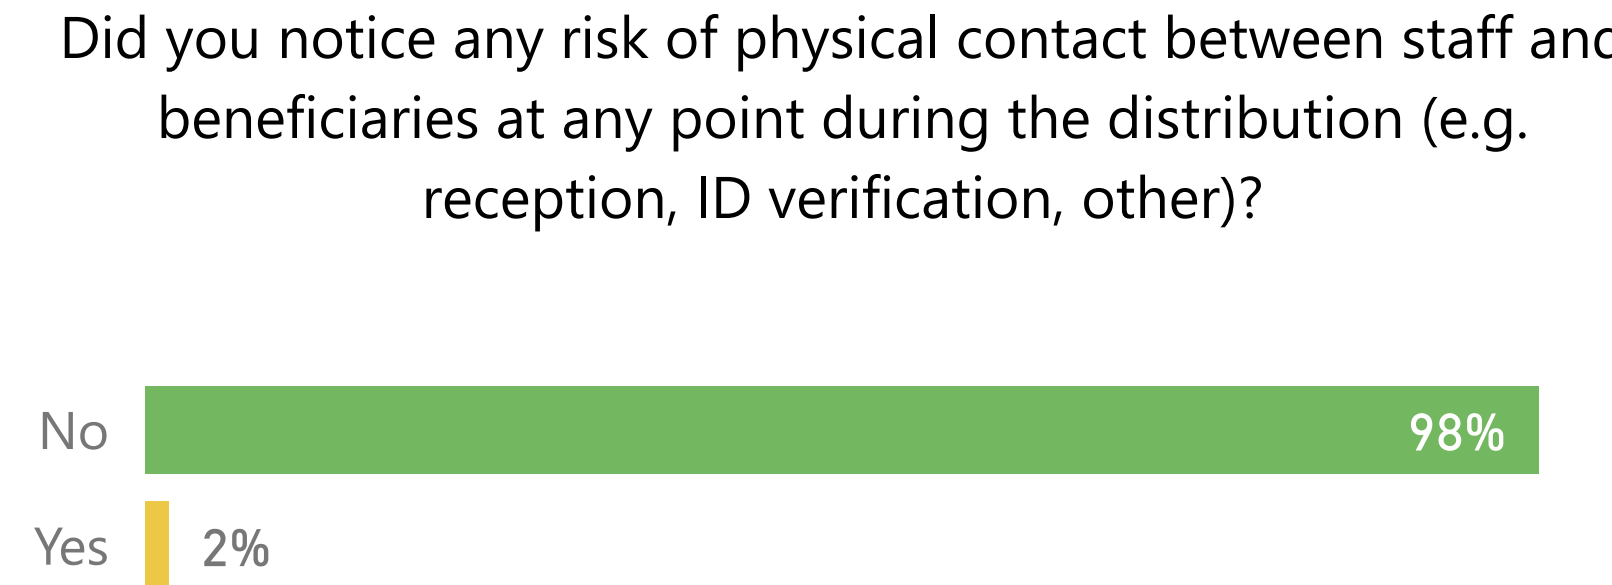 Did you notice any risk of physical contact between staff and
beneficiaries at any point during the distribution (e.g.
reception, ID verification, other)?
No 98%
Yes 2%